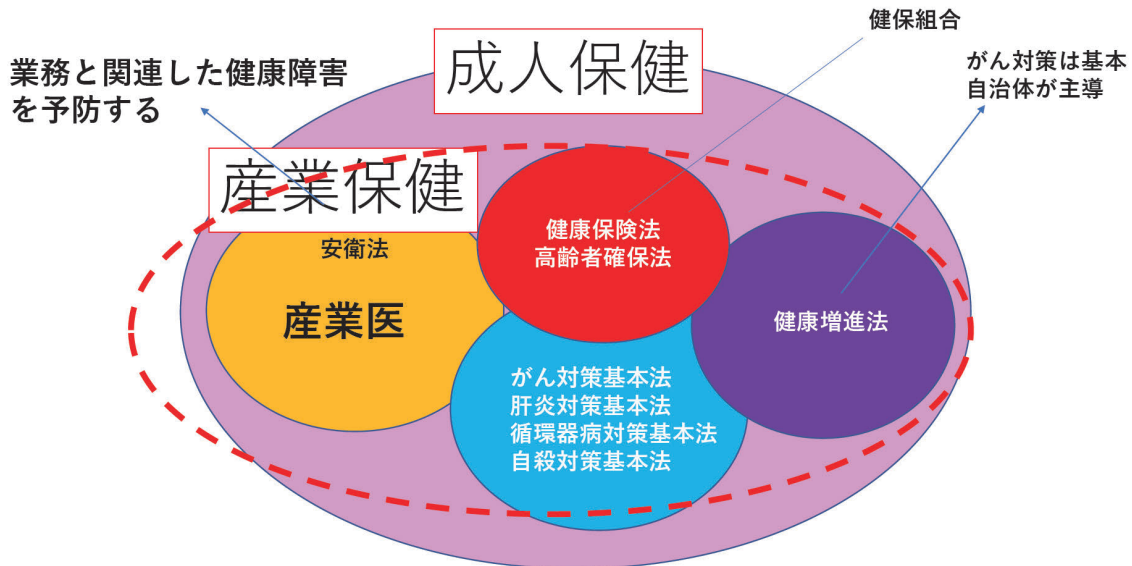 健保組合
成人保健
がん対策は基本
自治体が主導
業務と関連した健康障害
を予防する
産業保健
安衛法
産業医
健康保険法
高齢者確保法
健康増進法
がん対策基本法
肝炎対策基本法
循環器病対策基本法
自殺対策基本法